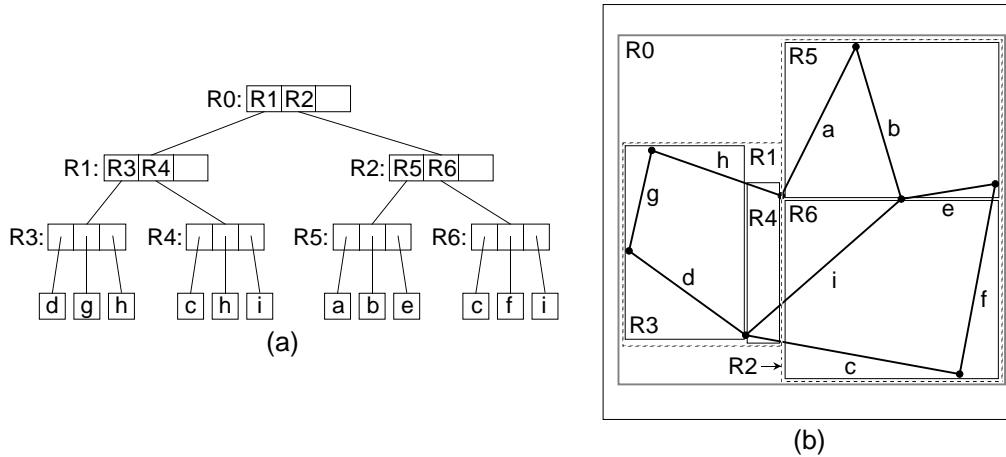 R0: R1 R2
R1: R3 R4
R2: R5 R6
R3:
R4:
R5:
R6:
d g h
c h i
a b e
c f i
(a)
R0
R5
a
b
h
R1
g
R4
R6
e
d
i
f
R3
R2
c
(b)